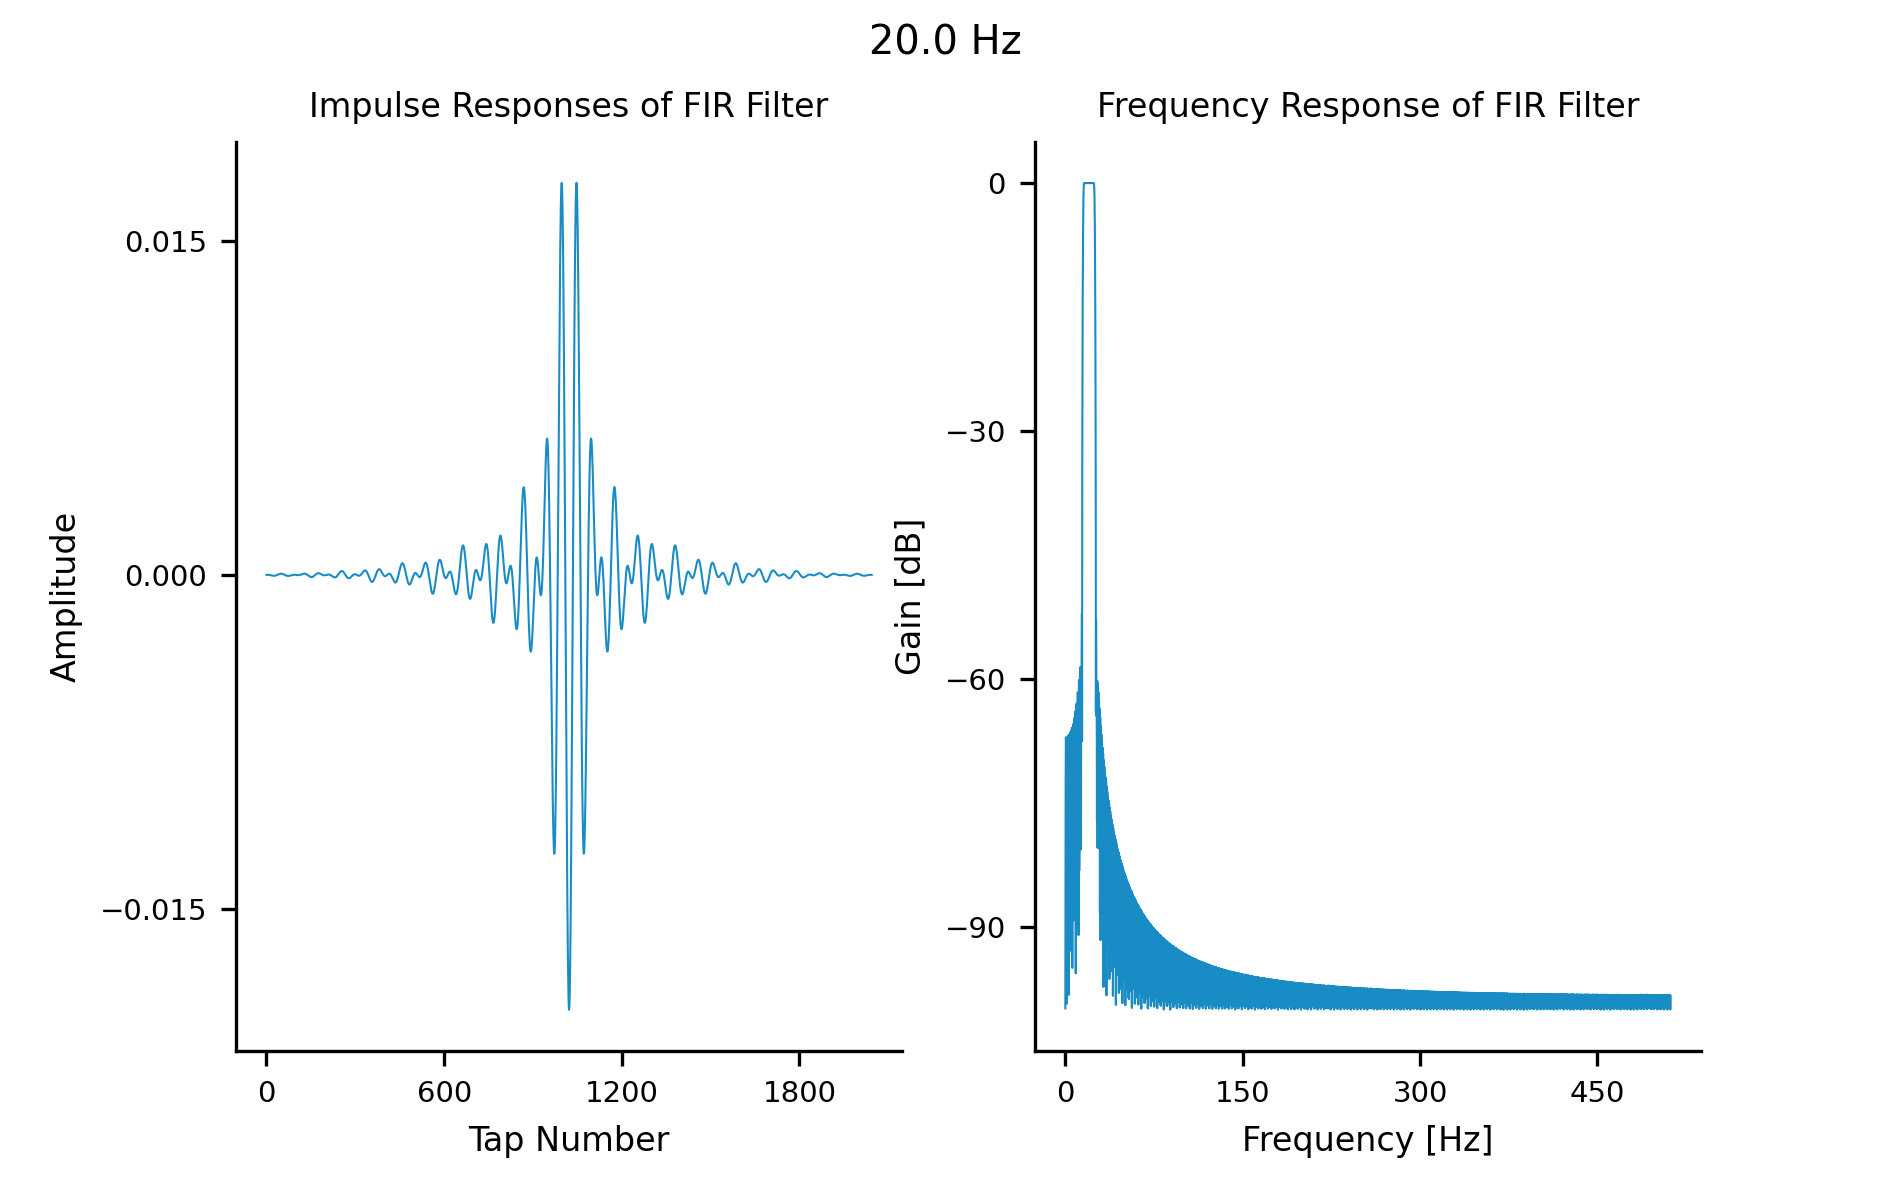 20.0 Hz
Impulse Responses of FIR Filter
Amplitude
0.015
0.000
−0.015
0 600 1200 1800
Tap Number
Frequency Response of FIR Filter
Gain [dB]
0
−30
−60
−90
0 150 300 450
Frequency [Hz]